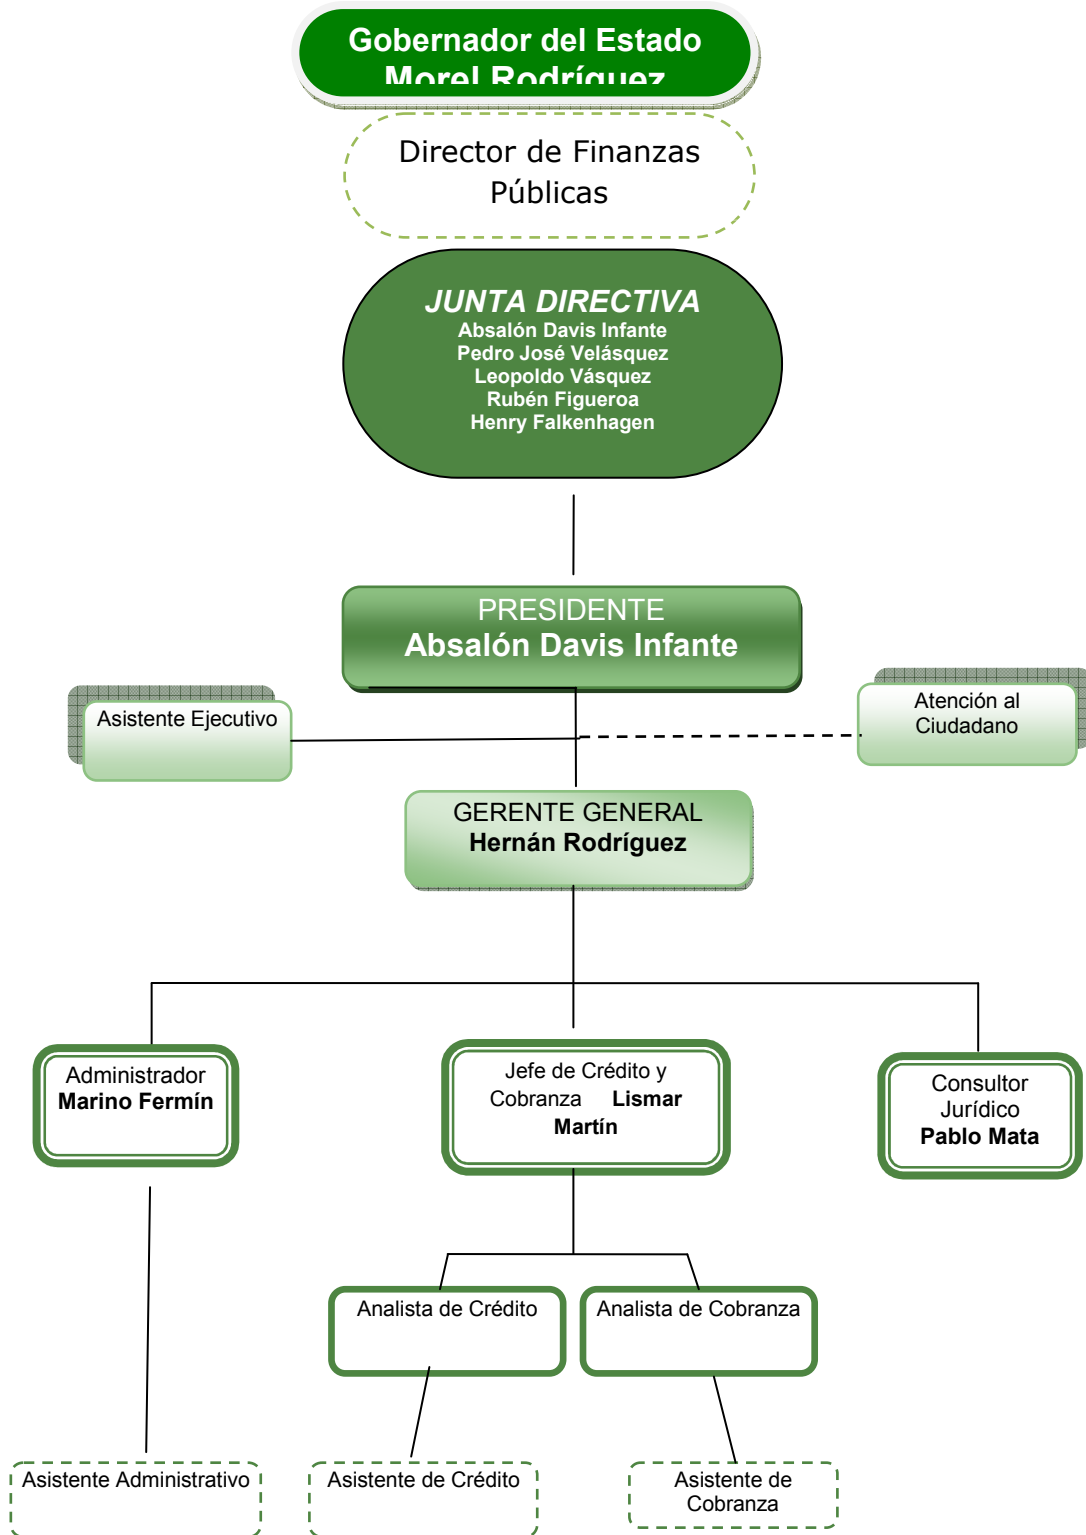 Gobernador del Estado
Morel Rodríguez
Director de Finanzas
Públicas
JUNTA DIRECTIVA
Absalón Davis Infante
Pedro José Velásquez
Leopoldo Vásquez
Rubén Figueroa
Henry Falkenhagen
PRESIDENTE
Absalón Davis Infante
Asistente Ejecutivo
Atención al
Ciudadano
GERENTE GENERAL
Hernán Rodríguez
Administrador
Marino Fermín
Jefe de Crédito y
Cobranza Lismar
Martín
Consultor
Jurídico
Pablo Mata
Analista de Crédito
Analista de Cobranza
Asistente Administrativo
Asistente de Crédito
Asistente de
Cobranza